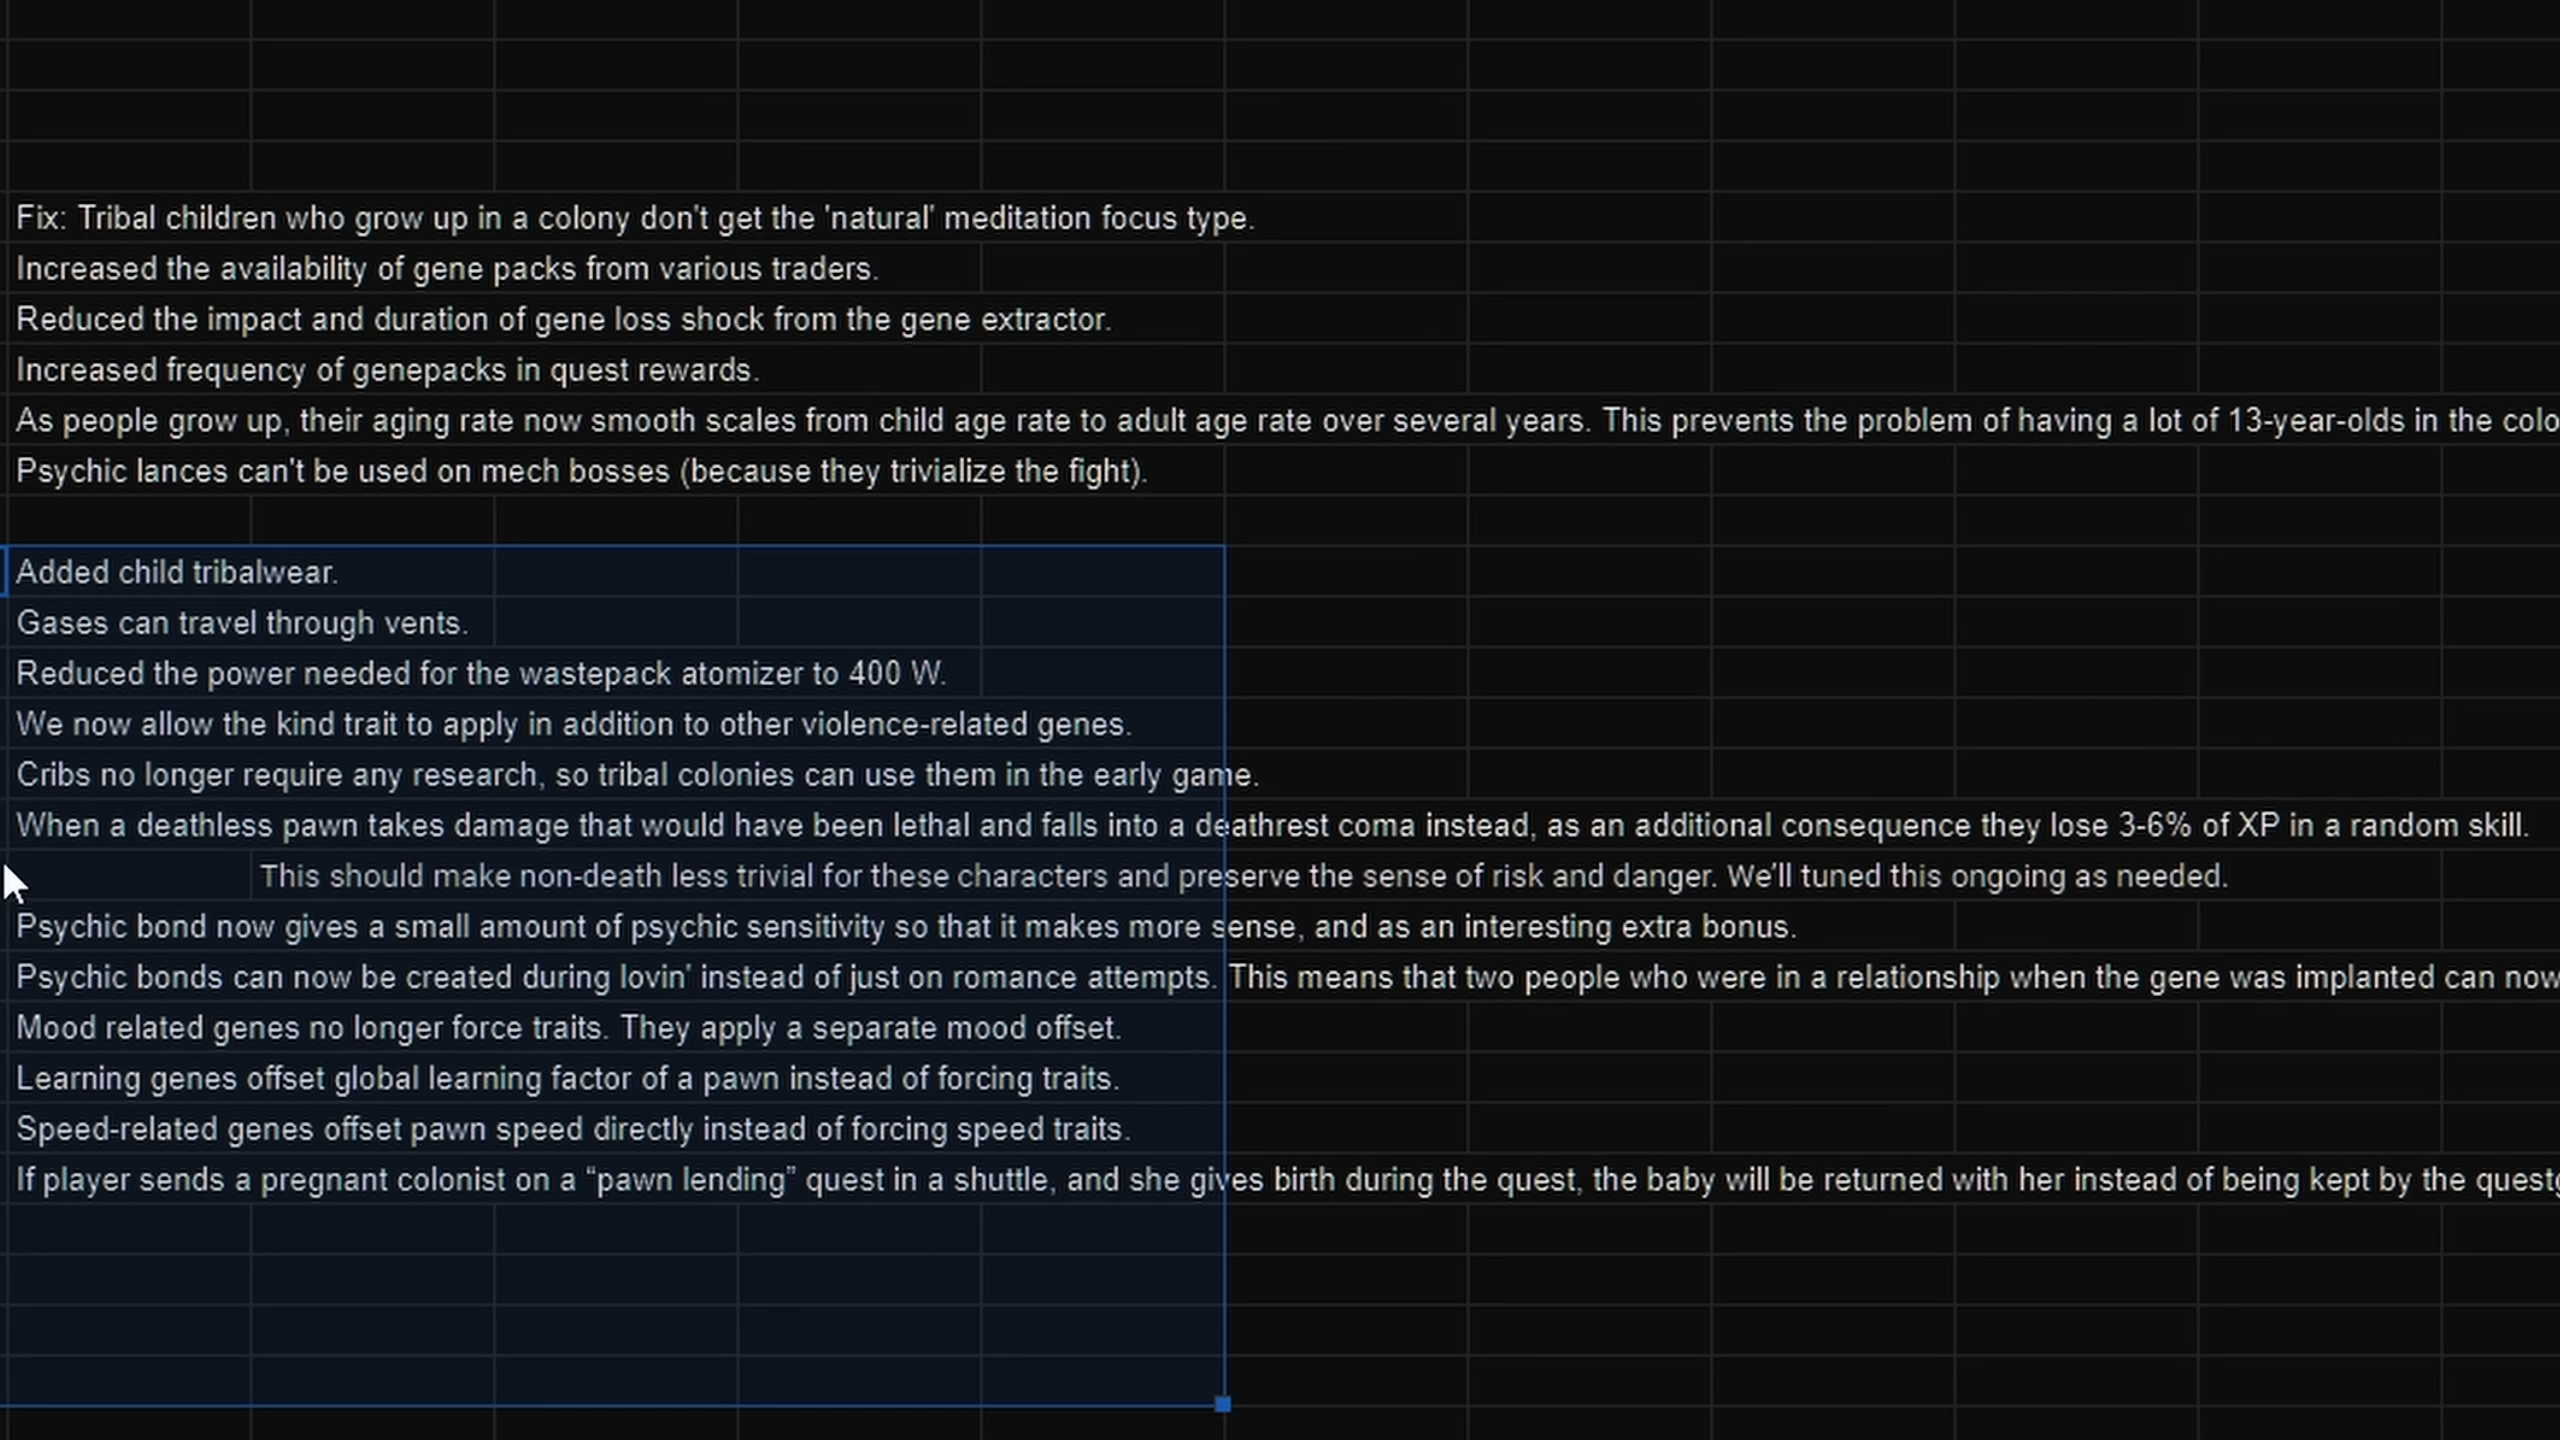 Fix: Tribal children who grow up in a colony don't get the 'natural' meditation focus type.
Increased the availability of gene packs from various traders.
Reduced the impact and duration of gene loss shock from the gene extractor.
Increased frequency of genepacks in quest rewards.
As people grow up, their aging rate now smooth scales from child age rate to adult age rate over several years. This prevents the problem of having a lot of 13-year-olds in the colo
Psychic lances can't be used on mech bosses (because they trivialize the fight).
Added child tribalwear.
Gases can travel through vents.
Reduced the power needed for the wastepack atomizer to 400 W.
We now allow the kind trait to apply in addition to other violence-related genes.
Cribs no longer require any research, so tribal colonies can use them in the early game.
When a deathless pawn takes damage that would have been lethal and falls into a deathrest coma instead, as an additional consequence they lose 3-6% of XP in a random skill.
This should make non-death less trivial for these characters and preserve the sense of risk and danger. We'll tuned this ongoing as needed.
Psychic bond now gives a small amount of psychic sensitivity so that it makes more sense, and as an interesting extra bonus.
Psychic bonds can now be created during lovin' instead of just on romance attempts. This means that two people who were in a relationship when the gene was implanted can now
Mood related genes no longer force traits. They apply a separate mood offset.
Learning genes offset global learning factor of a pawn instead of forcing traits.
Speed-related genes offset pawn speed directly instead of forcing speed traits.
If player sends a pregnant colonist on a “pawn lending” quest in a shuttle, and she gives birth during the quest, the baby will be returned with her instead of being kept by the quest